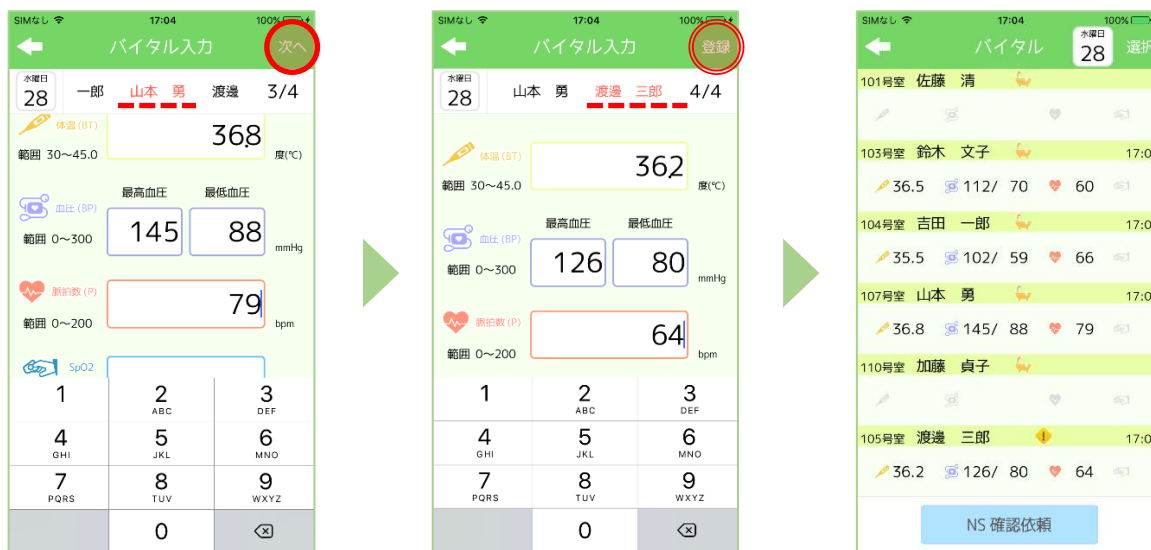 SIMなし 17:04 100%
バイタル入力 次へ
水曜日
28 一郎 山本 勇 渡邊 3/4
体温 (BT) 36.8
範囲 30～45.0 度(℃)
最高血圧 最低血圧
血圧 (BP) 145 88
範囲 0～300 mmHg
脈拍数 (P) 79
範囲 0～200 bpm
SpO2
1 2 3
ABC DEF
4 5 6
GHI JKL MNO
7 8 9
PQRS TUV WXYZ
0
SIMなし 17:04 100%
バイタル入力 登録
水曜日
28 山本 勇 渡邊 三郎 4/4
体温 (BT) 36.2
範囲 30～45.0 度(℃)
最高血圧 最低血圧
血圧 (BP) 126 80
範囲 0～300 mmHg
脈拍数 (P) 64
範囲 0～200 bpm
1 2 3
ABC DEF
4 5 6
GHI JKL MNO
7 8 9
PQRS TUV WXYZ
0
SIMなし 17:04 100%
バイタル 水曜日 28 選択
101号室 佐藤 清
103号室 鈴木 文子 17:0
36.5 112/ 70 60
104号室 吉田 一郎 17:0
35.5 102/ 59 66
107号室 山本 勇 17:0
36.8 145/ 88 79
110号室 加藤 貞子
105号室 渡邊 三郎 17:0
36.2 126/ 80 64
NS 確認依頼